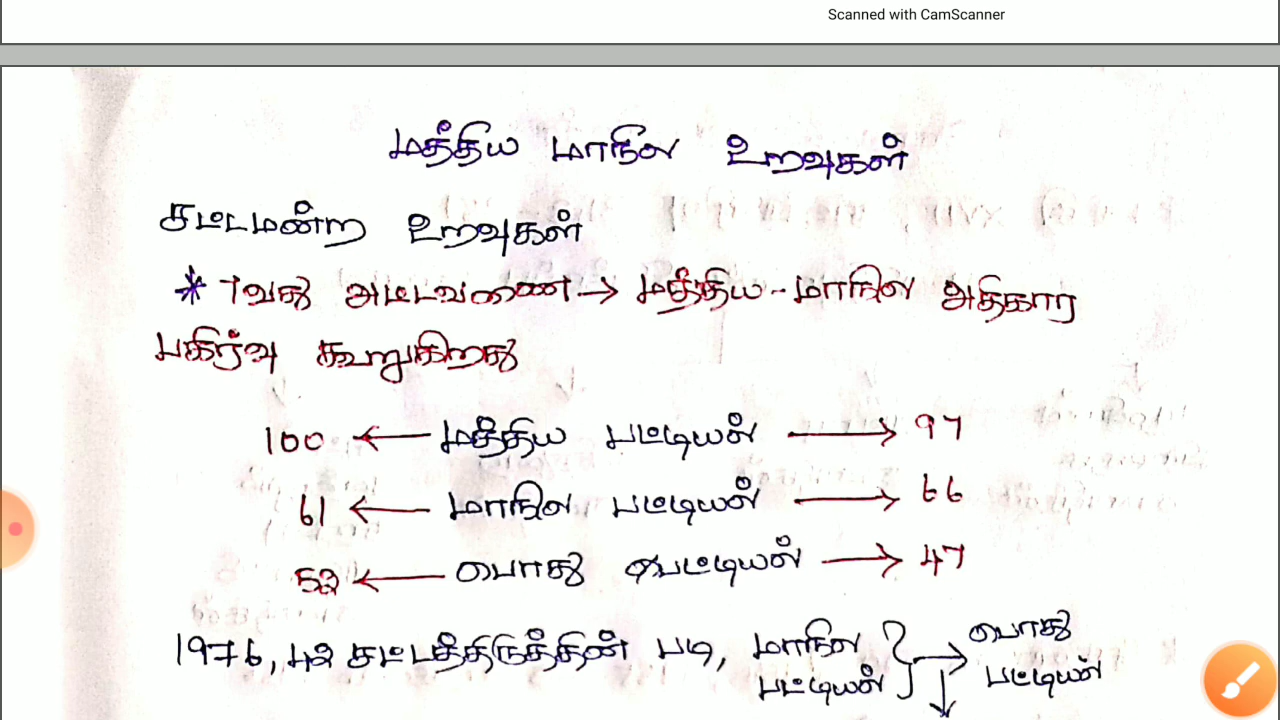 Scanned with CamScanner
மத்திய மாநில உறவுகள்
சட்டமன்ற உறவுகள்
* 7வது அட்டவணை → மத்திய - மாநில அதிகார
பகிர்வு கூறுகிறது
100 ← மத்திய பட்டியல் → 97
61 ← மாநில பட்டியல் → 66
52 ← பொது பட்டியல் → 47
1976, 42 சட்டத்திருத்தின் படி, மாநில } → பொது
பட்டியல் ↓ பட்டியல்